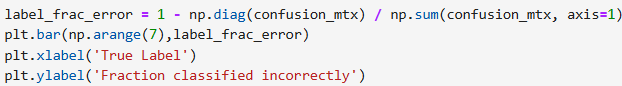 label_frac_error = 1 - np.diag(confusion_mtx) / np.sum(confusion_mtx, axis=1)
plt.bar(np.arange(7),label_frac_error)
plt.xlabel('True Label')
plt.ylabel('Fraction classified incorrectly')